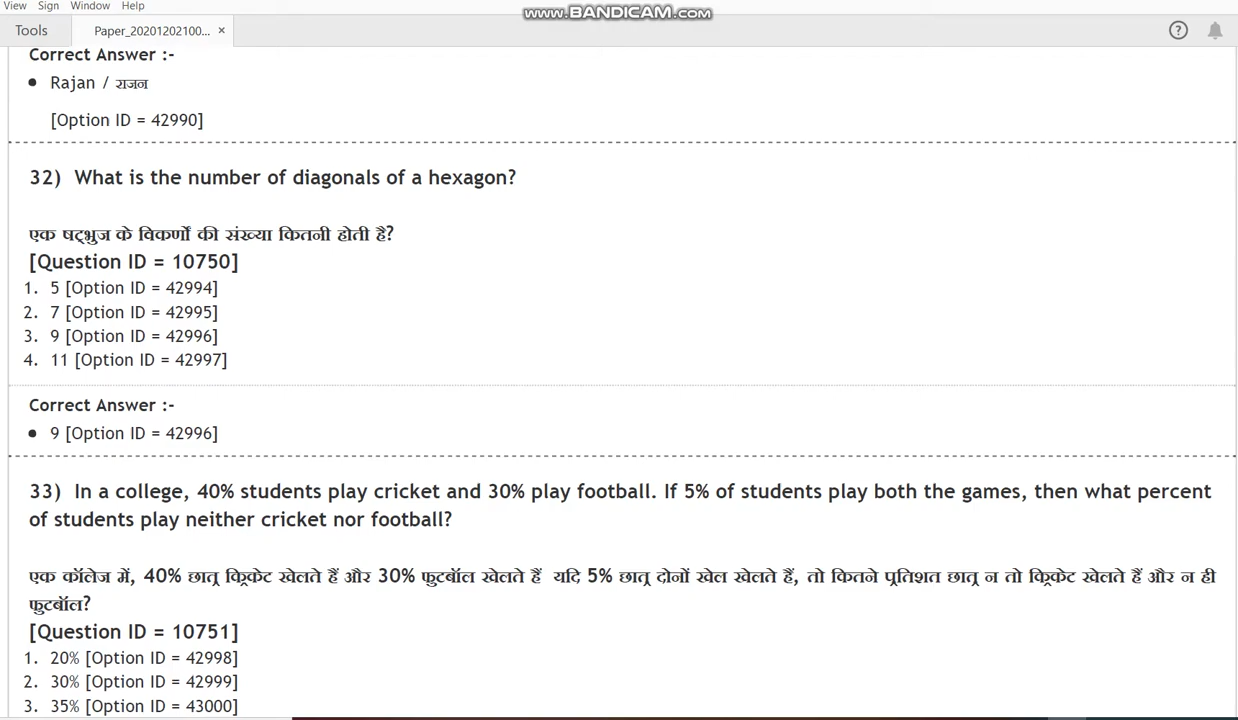 View Sign Window Help
www.BANDICAM.com
Tools Paper_20201202100... ×
Correct Answer :-
• Rajan / राजन
[Option ID = 42990]
32) What is the number of diagonals of a hexagon?
एक षट्भुज के विकर्णों की संख्या कितनी होती है?
[Question ID = 10750]
1. 5 [Option ID = 42994]
2. 7 [Option ID = 42995]
3. 9 [Option ID = 42996]
4. 11 [Option ID = 42997]
Correct Answer :-
• 9 [Option ID = 42996]
33) In a college, 40% students play cricket and 30% play football. If 5% of students play both the games, then what percent
of students play neither cricket nor football?
एक कॉलेज में, 40% छात्र क्रिकेट खेलते हैं और 30% फुटबॉल खेलते हैं यदि 5% छात्र दोनों खेल खेलते हैं, तो कितने प्रतिशत छात्र न तो क्रिकेट खेलते हैं और न ही
फुटबॉल?
[Question ID = 10751]
1. 20% [Option ID = 42998]
2. 30% [Option ID = 42999]
3. 35% [Option ID = 43000]